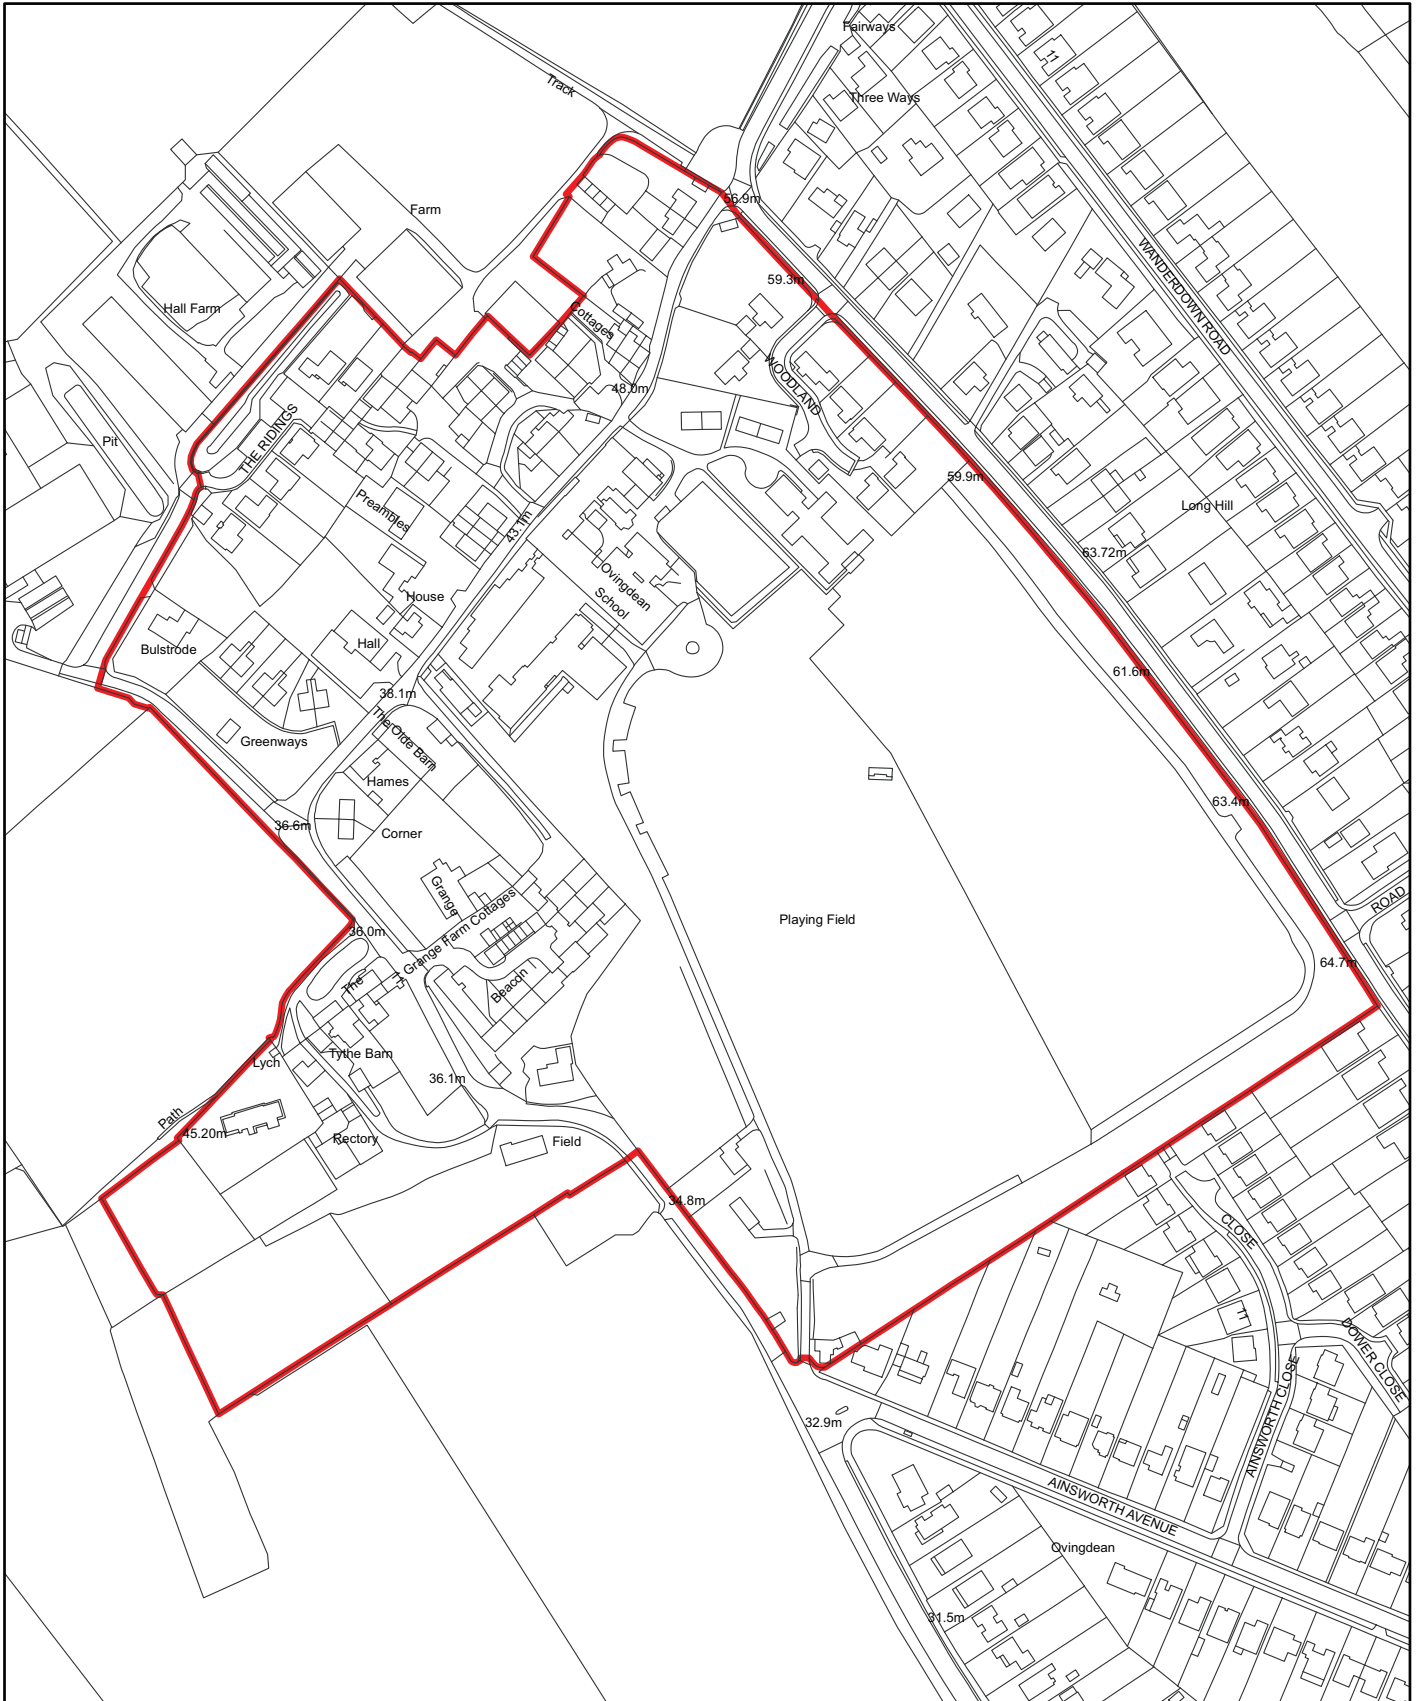 Fairways
11
Track
Three Ways
56.9m
Farm
WANDERDOWN ROAD
59.3m
Hall Farm
Cottages
WOODLAND
48.0m
THE RIDINGS
Pit
59.9m
Preambles
Long Hill
43.1m
63.72m
Ovingdean
School
House
Hall
Bulstrode
61.6m
38.1m
The Olde Barn
Greenways
Hames
63.4m
36.6m
Corner
Grange
ROAD
Playing Field
36.0m
Grange Farm Cottages
11
64.7m
The
Beacon
Tythe Barn
Lych
36.1m
Path
45.20m
Rectory
Field
34.8m
CLOSE
11
DOWER CLOSE
AINSWORTH CLOSE
32.9m
AINSWORTH AVENUE
Ovingdean
31.5m